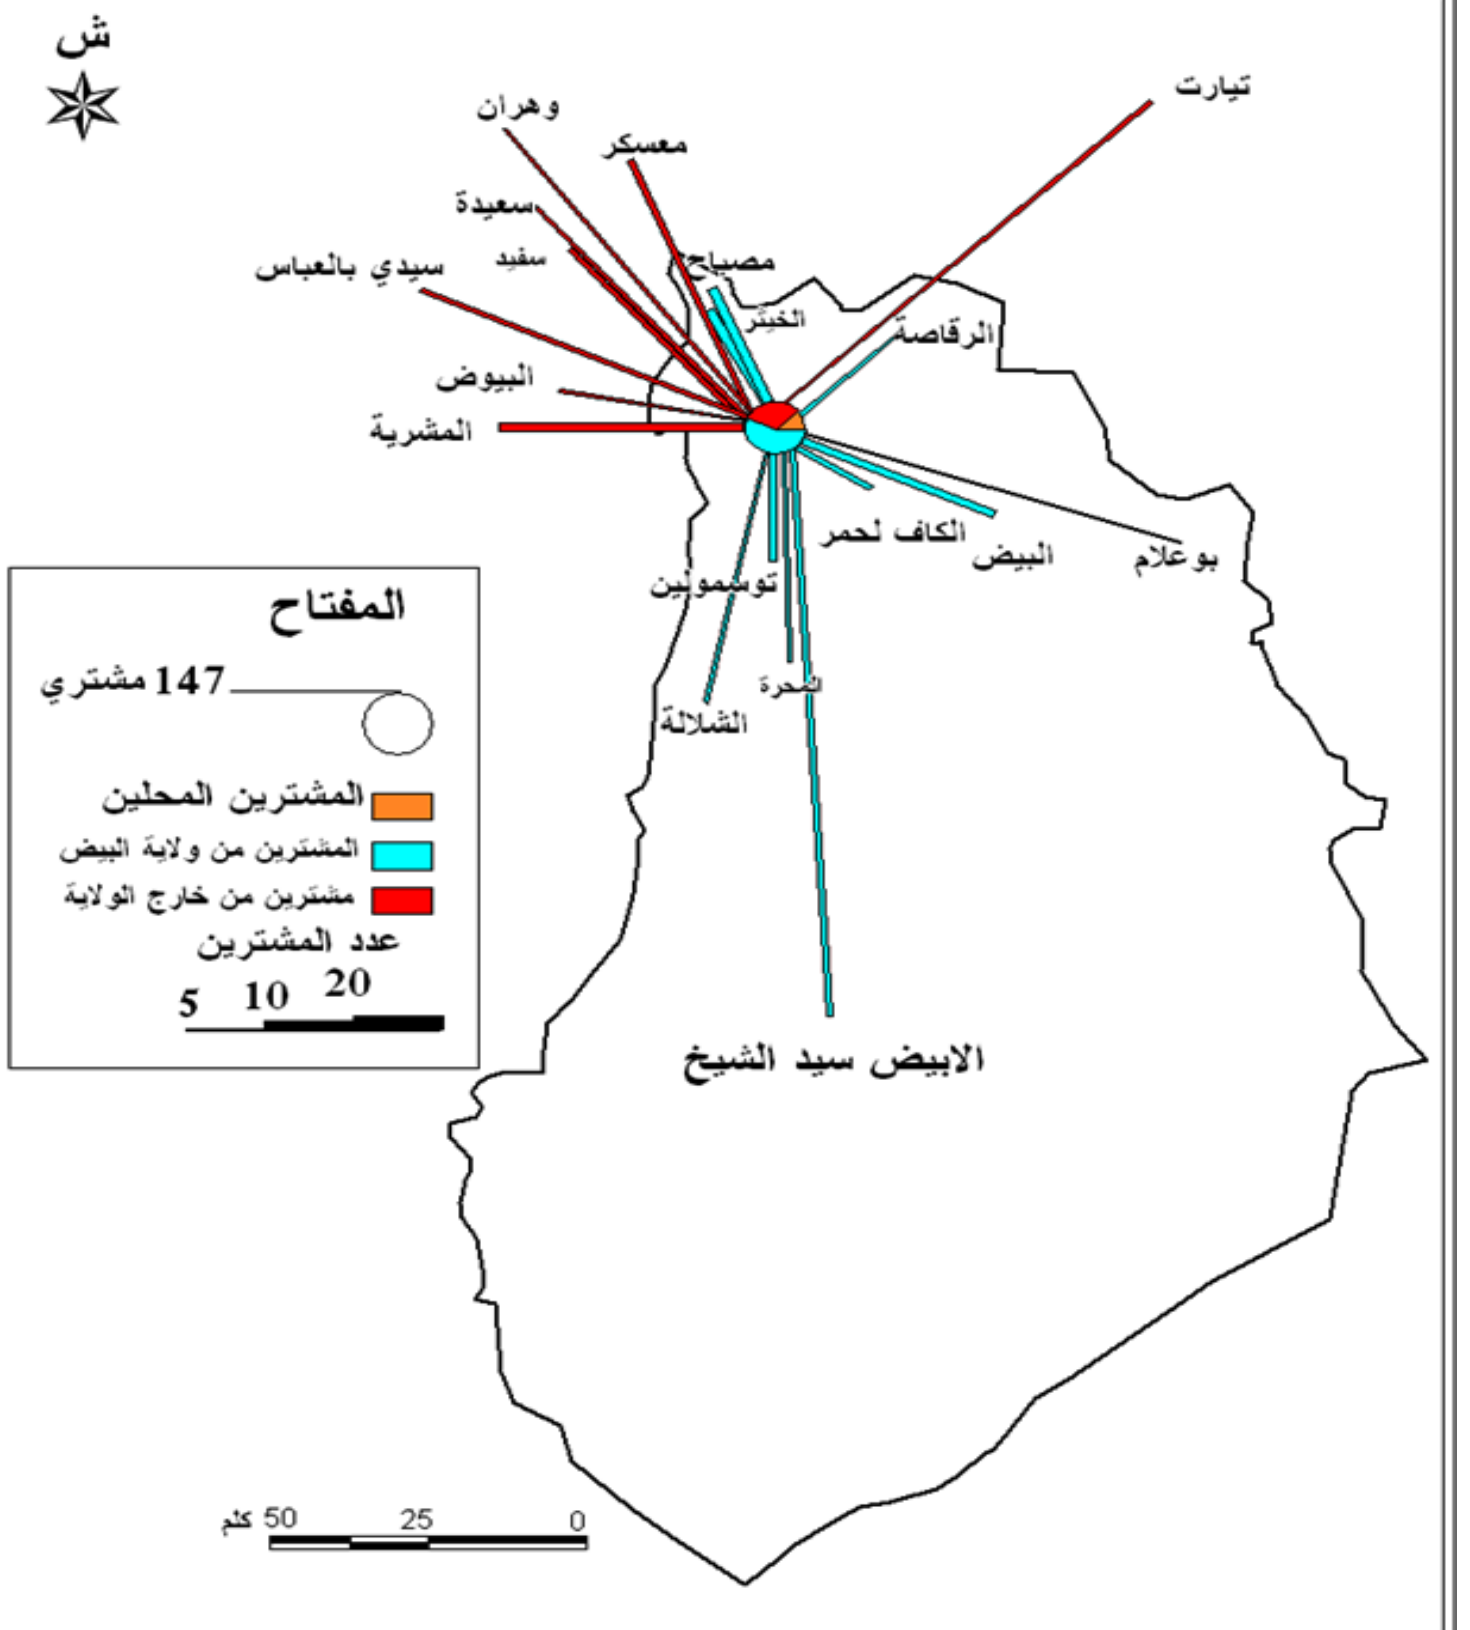 ش
تيارت
وهران
معسكر
سعيدة
سفيد
مصباح
سيدي بالعباس
الخيثر
الرقاصة
البيوض
المشرية
الكاف لحمر
البيض
بوعلام
توسمولين
المحرة
الشلالة
الابيض سيد الشيخ
المفتاح
147 مشتري
المشترين المحلين
المشترين من ولاية البيض
مشترين من خارج الولاية
عدد المشترين
5 10 20
50 كلم 25 0